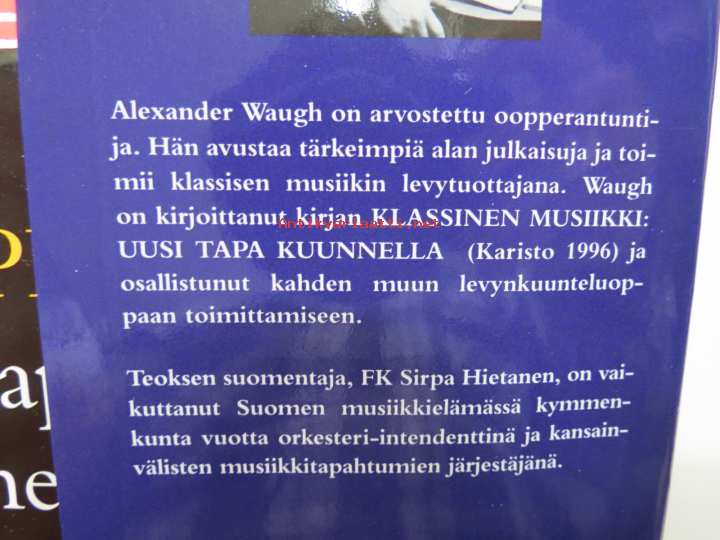 Alexander Waugh on arvostettu oopperantunti-
ja. Hän avustaa tärkeimpiä alan julkaisuja ja toi-
mii klassisen musiikin levytuottajana. Waugh
on kirjoittanut kirjan KLASSINEN MUSIIKKI:
Antikvariaatti.net
UUSI TAPA KUUNNELLA (Karisto 1996) ja
osallistunut kahden muun levynkuunteluop-
paan toimittamiseen.
Teoksen suomentaja, FK Sirpa Hietanen, on vai-
kuttanut Suomen musiikkielämässä kymmen-
kunta vuotta orkesteri-intendenttinä ja kansain-
välisten musiikkitapahtumien järjestäjänä.